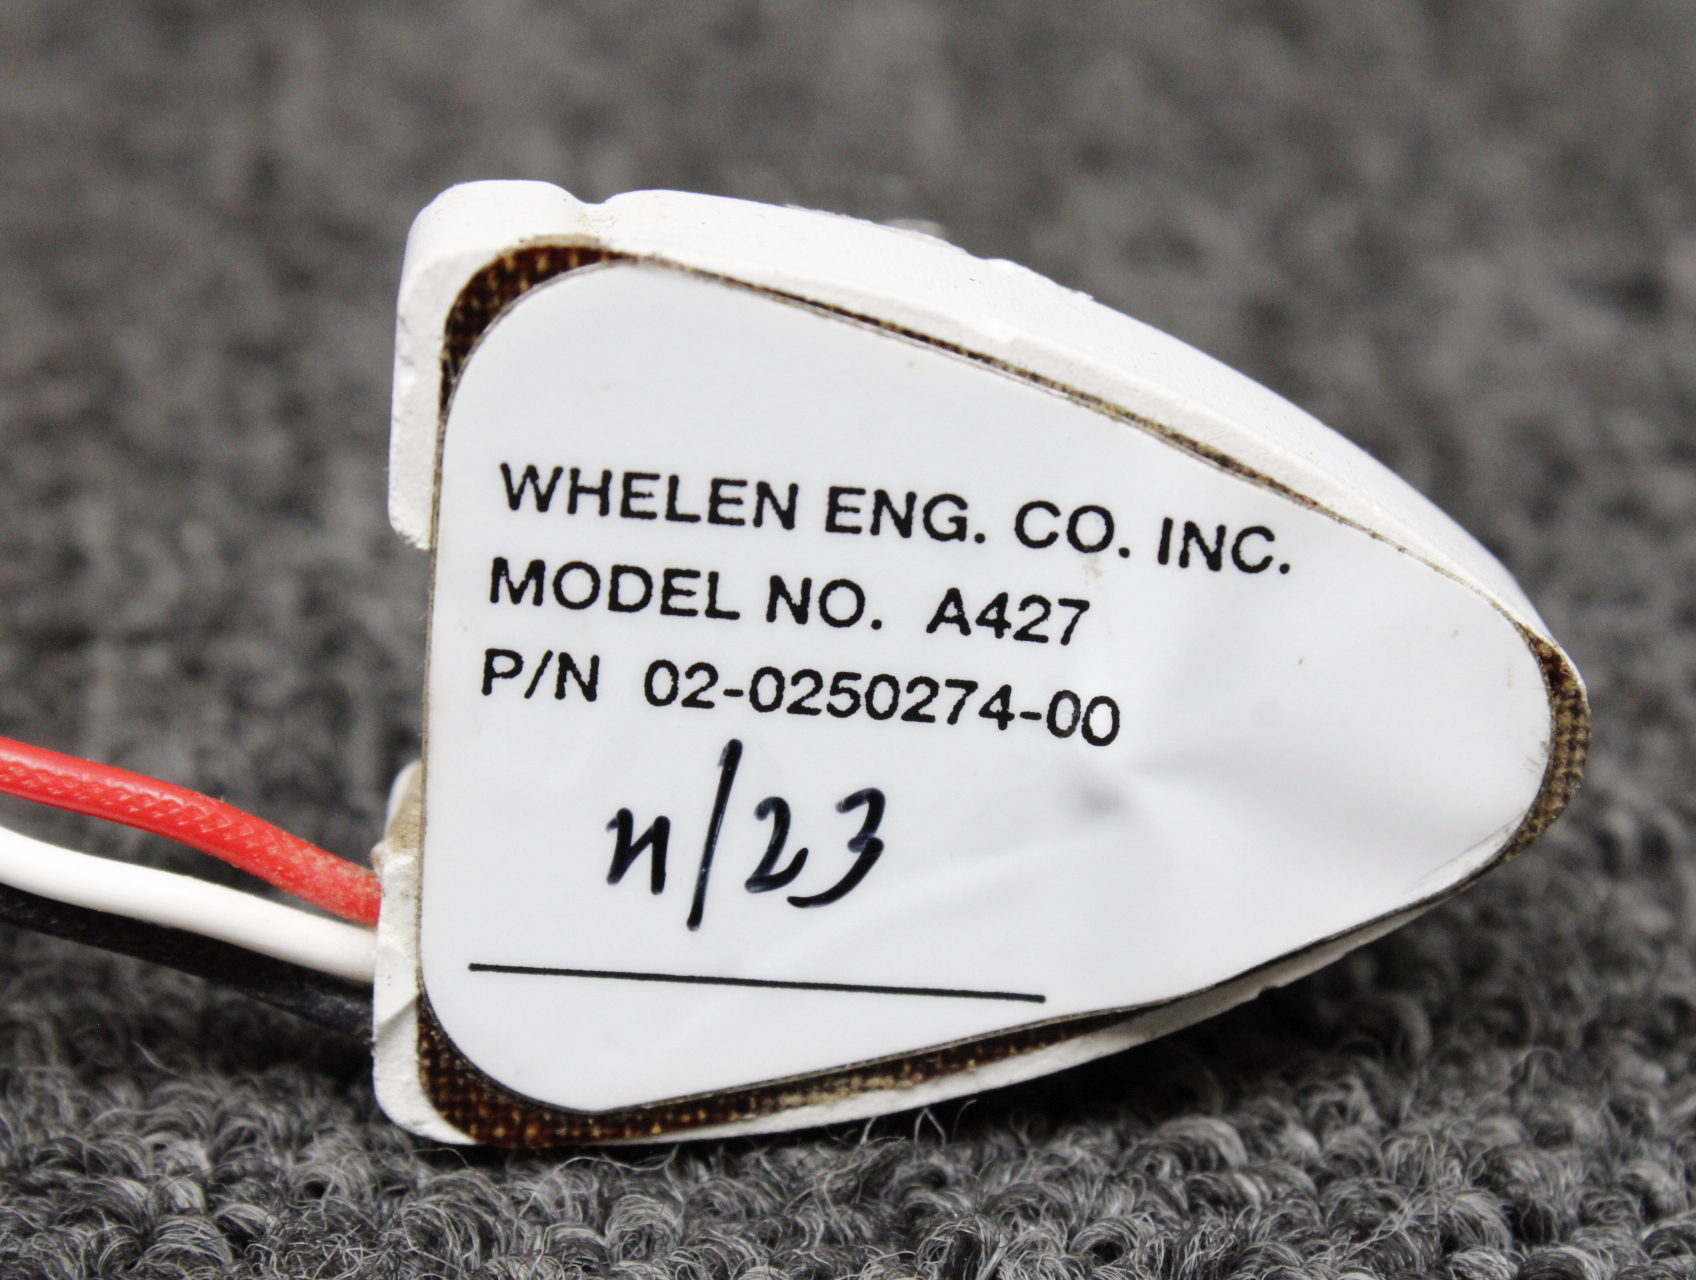 WHELEN ENG. CO. INC.
MODEL NO. A427
P/N 02-0250274-00
11/23